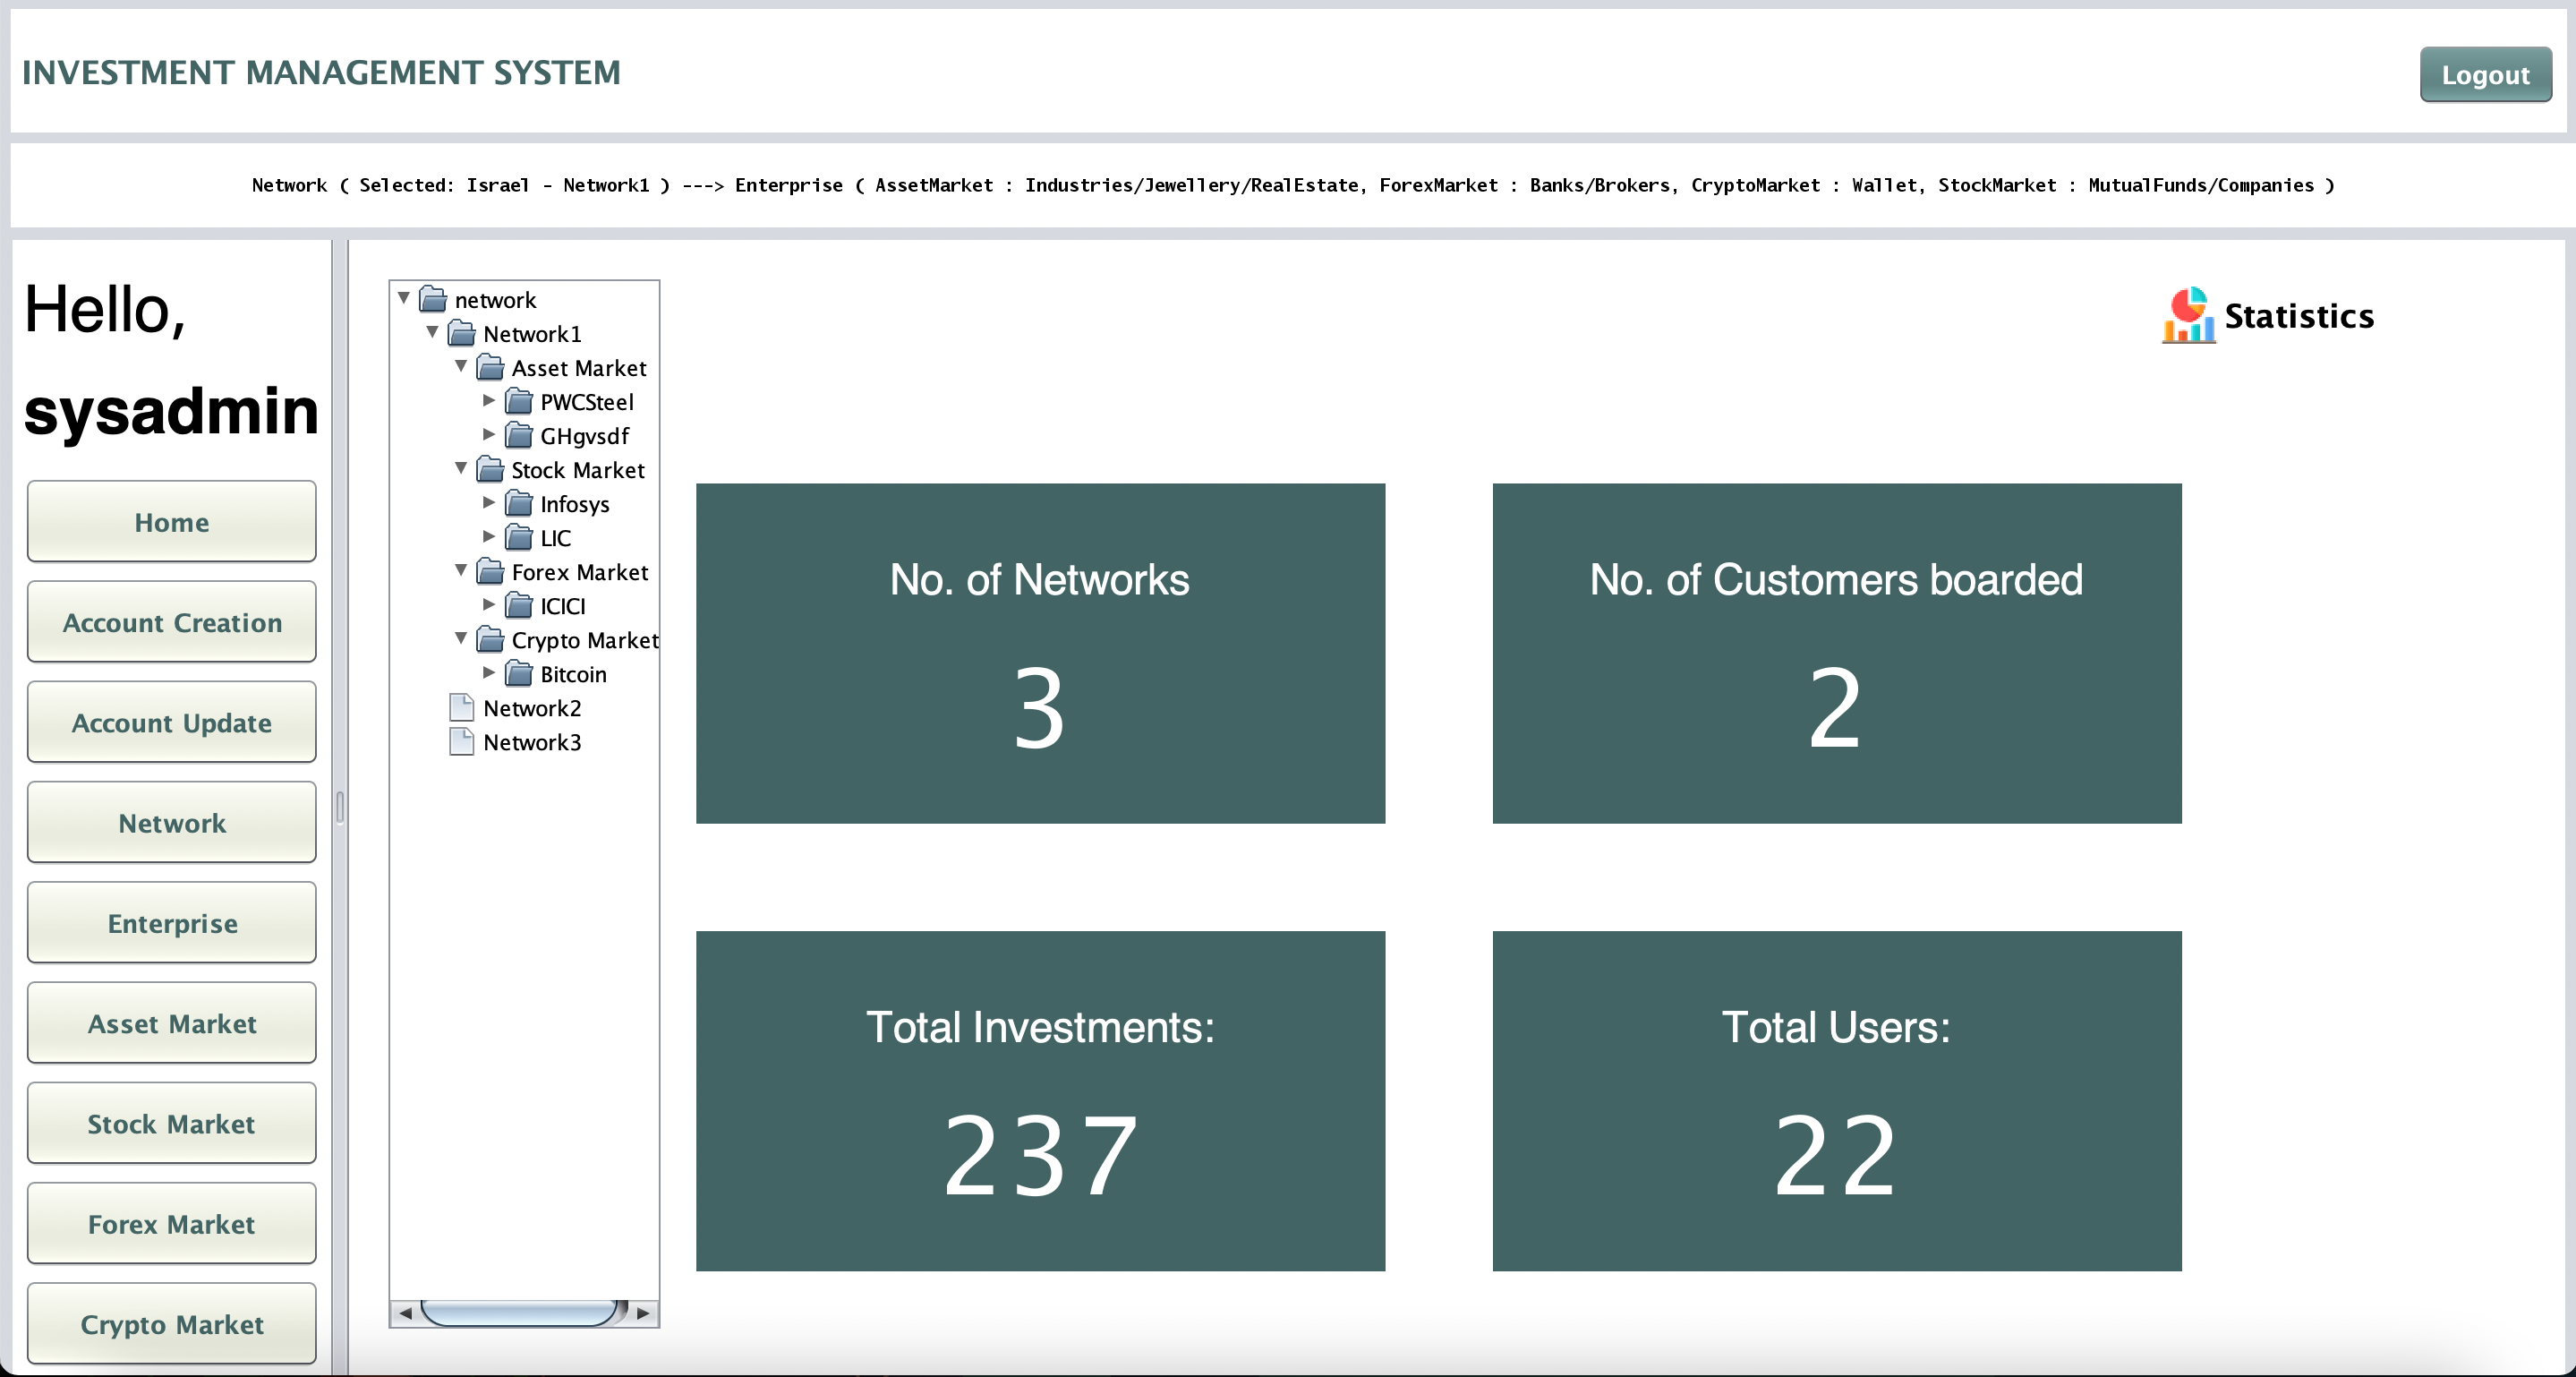 INVESTMENT MANAGEMENT SYSTEM
Logout
Network ( Selected: Israel - Network1 ) ---> Enterprise ( AssetMarket : Industries/Jewellery/RealEstate, ForexMarket : Banks/Brokers, CryptoMarket : Wallet, StockMarket : MutualFunds/Companies )
Hello,
sysadmin
Home
Account Creation
Account Update
Network
Enterprise
Asset Market
Stock Market
Forex Market
Crypto Market
network
Network1
Asset Market
PWCSteel
GHgvsdf
Stock Market
Infosys
LIC
Forex Market
ICICI
Crypto Market
Bitcoin
Network2
Network3
Statistics
No. of Networks
3
No. of Customers boarded
2
Total Investments:
237
Total Users:
22